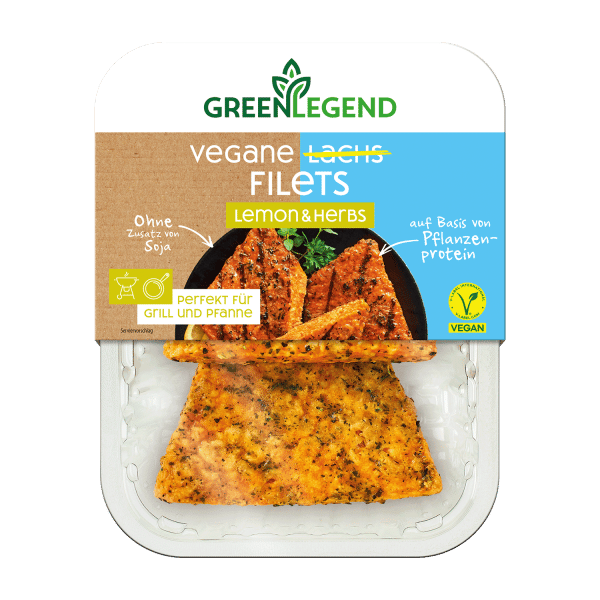 GREENLEGEND
VEGANE LACHS
FILETS
LEMON & HERBS
Ohne
Zusatz von
Soja
auf Basis von
Pflanzen-
protein
PERFEKT FÜR
GRILL UND PFANNE
Serviervorschlag
VEGAN